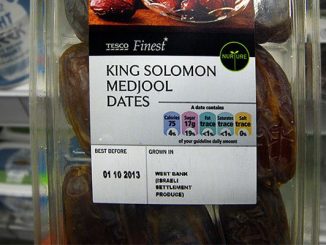 TESCO Finest*
NURTURE
KING SOLOMON
MEDJOOL
DATES
A date contains
Calories Sugar Fat Saturates Salt
75 17g trace trace trace
4% 19% <1% <1% 0%
of your guideline daily amount
BEST BEFORE GROWN IN
01 10 2013 WEST BANK
(ISRAELI
SETTLEMENT
PRODUCE)